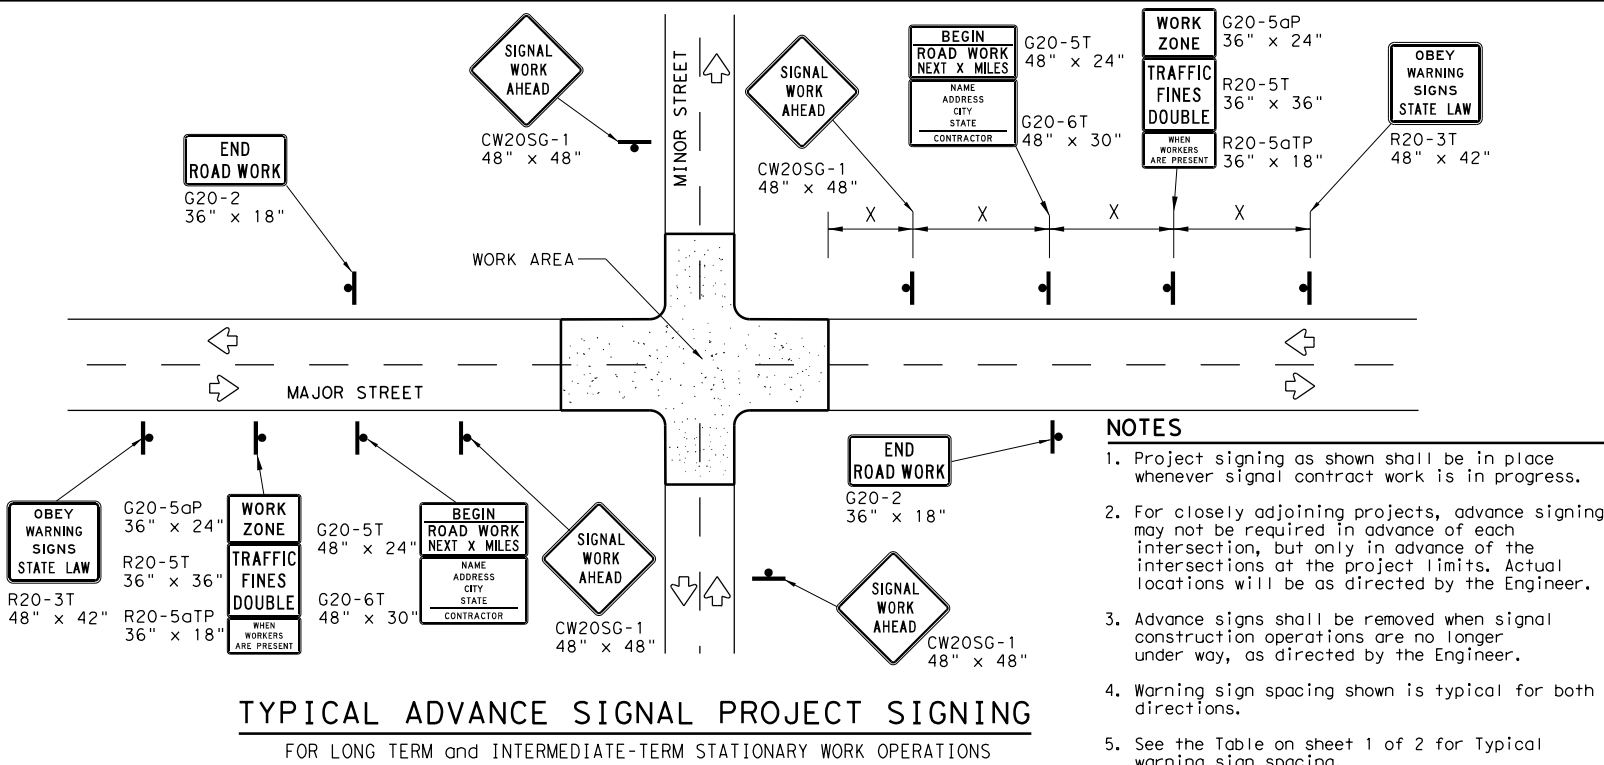 SIGNAL
WORK
AHEAD
CW20SG-1
48" x 48"
END
ROAD WORK
G20-2
36" x 18"
MINOR STREET
SIGNAL
WORK
AHEAD
CW20SG-1
48" x 48"
BEGIN
ROAD WORK
NEXT X MILES
NAME
ADDRESS
CITY
STATE
CONTRACTOR
G20-5T
48" x 24"
G20-6T
48" x 30"
WORK
ZONE
TRAFFIC
FINES
DOUBLE
WHEN
WORKERS
ARE PRESENT
G20-5aP
36" x 24"
R20-5T
36" x 36"
R20-5aTP
36" x 18"
OBEY
WARNING
SIGNS
STATE LAW
R20-3T
48" x 42"
X X X X
WORK AREA
MAJOR STREET
OBEY
WARNING
SIGNS
STATE LAW
R20-3T
48" x 42"
G20-5aP
36" x 24"
R20-5T
36" x 36"
R20-5aTP
36" x 18"
WORK
ZONE
TRAFFIC
FINES
DOUBLE
WHEN
WORKERS
ARE PRESENT
G20-5T
48" x 24"
G20-6T
48" x 30"
BEGIN
ROAD WORK
NEXT X MILES
NAME
ADDRESS
CITY
STATE
CONTRACTOR
SIGNAL
WORK
AHEAD
CW20SG-1
48" x 48"
END
ROAD WORK
G20-2
36" x 18"
SIGNAL
WORK
AHEAD
CW20SG-1
48" x 48"
TYPICAL ADVANCE SIGNAL PROJECT SIGNING
FOR LONG TERM and INTERMEDIATE-TERM STATIONARY WORK OPERATIONS
NOTES
1. Project signing as shown shall be in place
whenever signal contract work is in progress.
2. For closely adjoining projects, advance signing
may not be required in advance of each
intersection, but only in advance of the
intersections at the project limits. Actual
locations will be as directed by the Engineer.
3. Advance signs shall be removed when signal
construction operations are no longer
under way, as directed by the Engineer.
4. Warning sign spacing shown is typical for both
directions.
5. See the Table on sheet 1 of 2 for Typical
warning sign spacing.